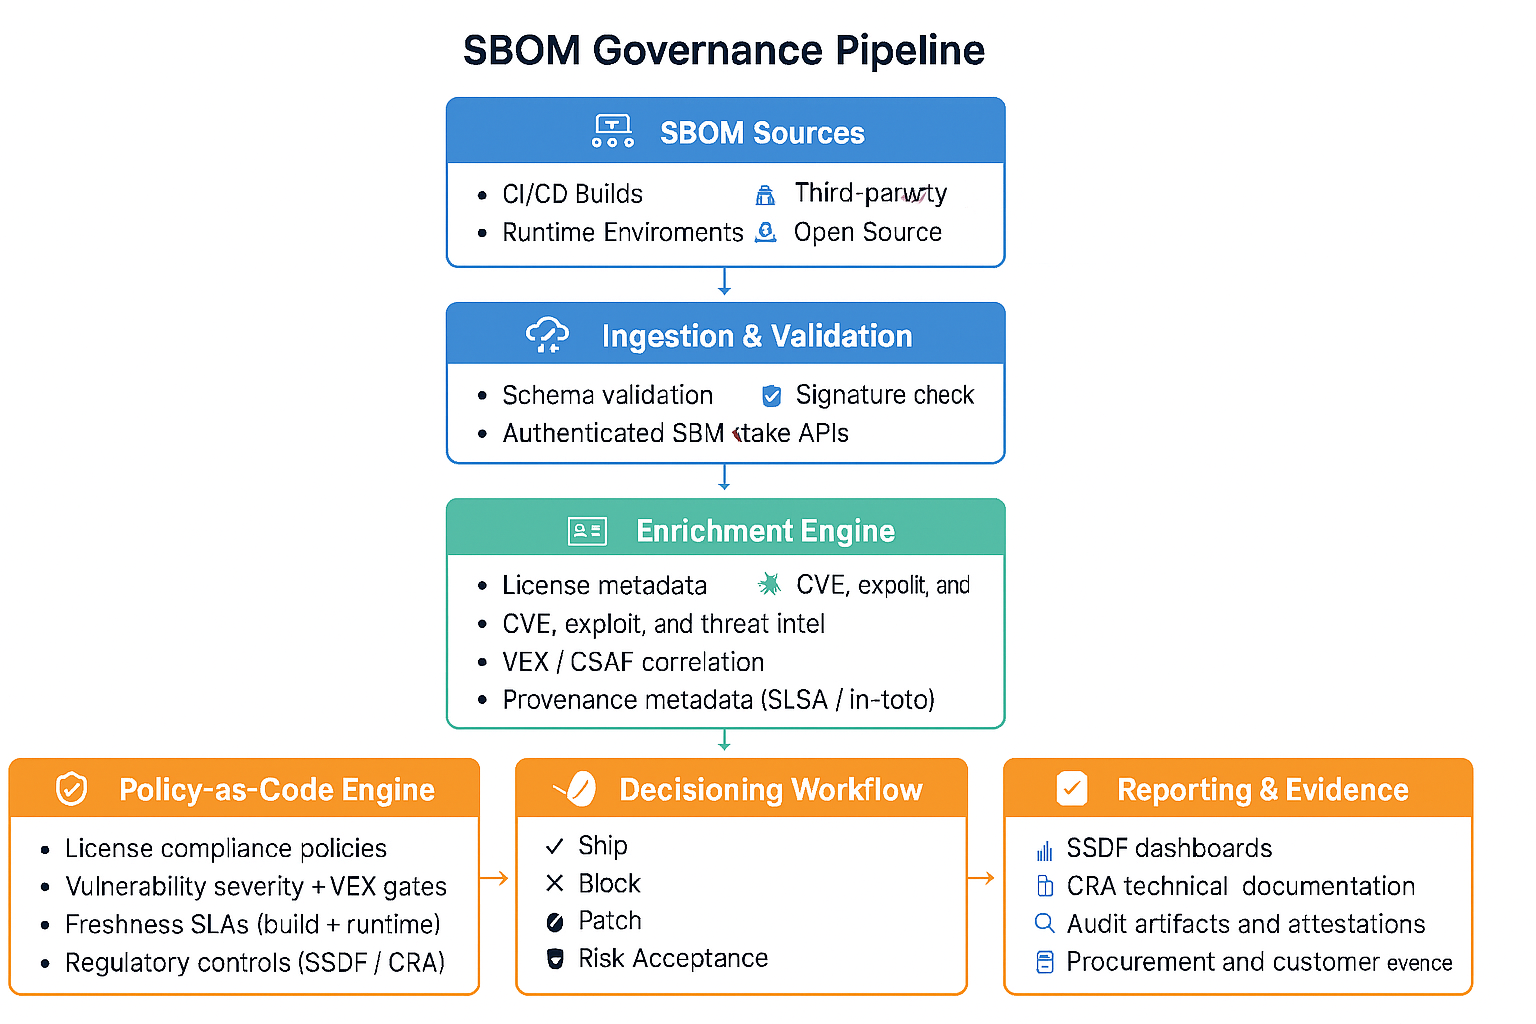 SBOM Governance Pipeline
SBOM Sources
CI/CD Builds
Third-parwty
Runtime Enviroments
Open Source
Ingestion & Validation
Schema validation
Signature check
Authenticated SBM take APIs
Enrichment Engine
License metadata
CVE, expolit, and
CVE, exploit, and threat intel
VEX / CSAF correlation
Provenance metadata (SLSA / in-toto)
Policy-as-Code Engine
License compliance policies
Vulnerability severity + VEX gates
Freshness SLAs (build + runtime)
Regulatory controls (SSDF / CRA)
Decisioning Workflow
Ship
Block
Patch
Risk Acceptance
Reporting & Evidence
SSDF dashboards
CRA technical documentation
Audit artifacts and attestations
Procurement and customer evence